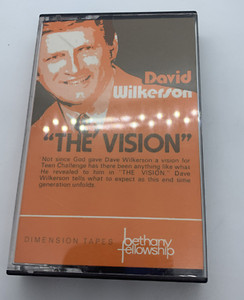 David
Wilkerson
"THE VISION"
"Not since God gave Dave Wilkerson a vision for
Teen Challenge has there been anything like what
He revealed to him in "THE VISION." Dave
Wilkerson tells what to expect as this end time
generation unfolds.
DIMENSION TAPES
bethany
fellowship